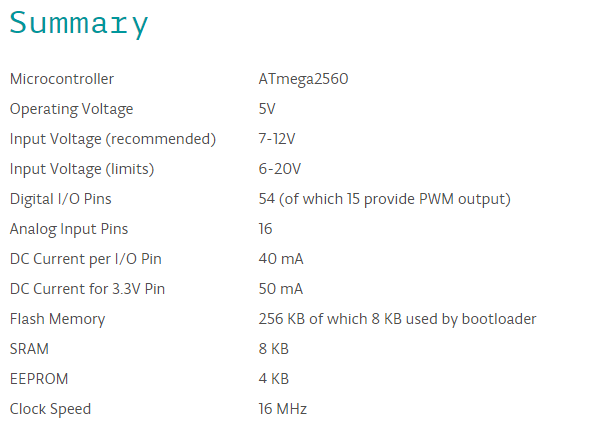 Summary
Microcontroller ATmega2560
Operating Voltage 5V
Input Voltage (recommended) 7-12V
Input Voltage (limits) 6-20V
Digital I/O Pins 54 (of which 15 provide PWM output)
Analog Input Pins 16
DC Current per I/O Pin 40 mA
DC Current for 3.3V Pin 50 mA
Flash Memory 256 KB of which 8 KB used by bootloader
SRAM 8 KB
EEPROM 4 KB
Clock Speed 16 MHz